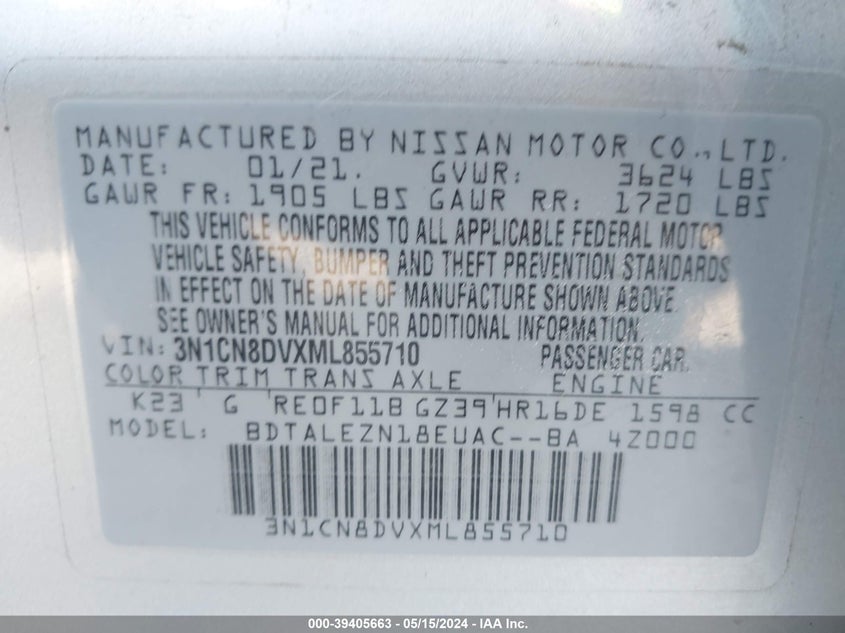 MANUFACTURED BY NISSAN MOTOR CO., LTD.
DATE: 01/21. GVWR: 3624 LBS
GAWR FR: 1905 LBS GAWR RR: 1720 LBS
THIS VEHICLE CONFORMS TO ALL APPLICABLE FEDERAL MOTOR
VEHICLE SAFETY, BUMPER AND THEFT PREVENTION STANDARDS
IN EFFECT ON THE DATE OF MANUFACTURE SHOWN ABOVE.
SEE OWNER'S MANUAL FOR ADDITIONAL INFORMATION.
VIN: 3N1CN8DVXML855710 PASSENGER CAR.
COLOR TRIM TRANS AXLE ENGINE
K23 G RE0F11B GZ39 HR16DE 1598 CC
MODEL: BDTALEZN18EUAC--BA 4Z000
3N1CN8DVXML855710
000-39405663 - 05/15/2024 - IAA Inc.